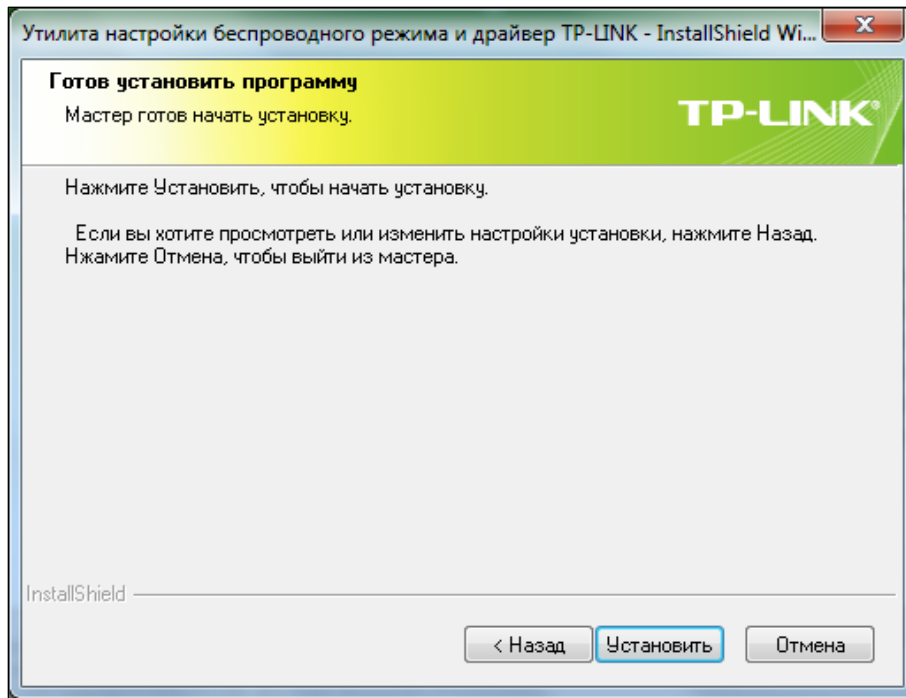 Утилита настройки беспроводного режима и драйвер TP-LINK - InstallShield Wi...
Готов установить программу
Мастер готов начать установку.
TP-LINK®
Нажмите Установить, чтобы начать установку.
Если вы хотите просмотреть или изменить настройки установки, нажмите Назад.
Нжамите Отмена, чтобы выйти из мастера.
InstallShield
< Назад
Установить
Отмена